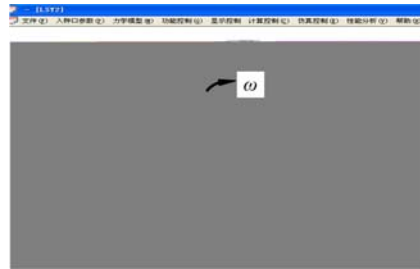 - [LST2]
文件(F) 入料口参数(P) 力学模型(M) 功能控制(G) 显示控制 计算控制(C) 仿真控制(R) 性能分析(Y) 帮助(H)
ω